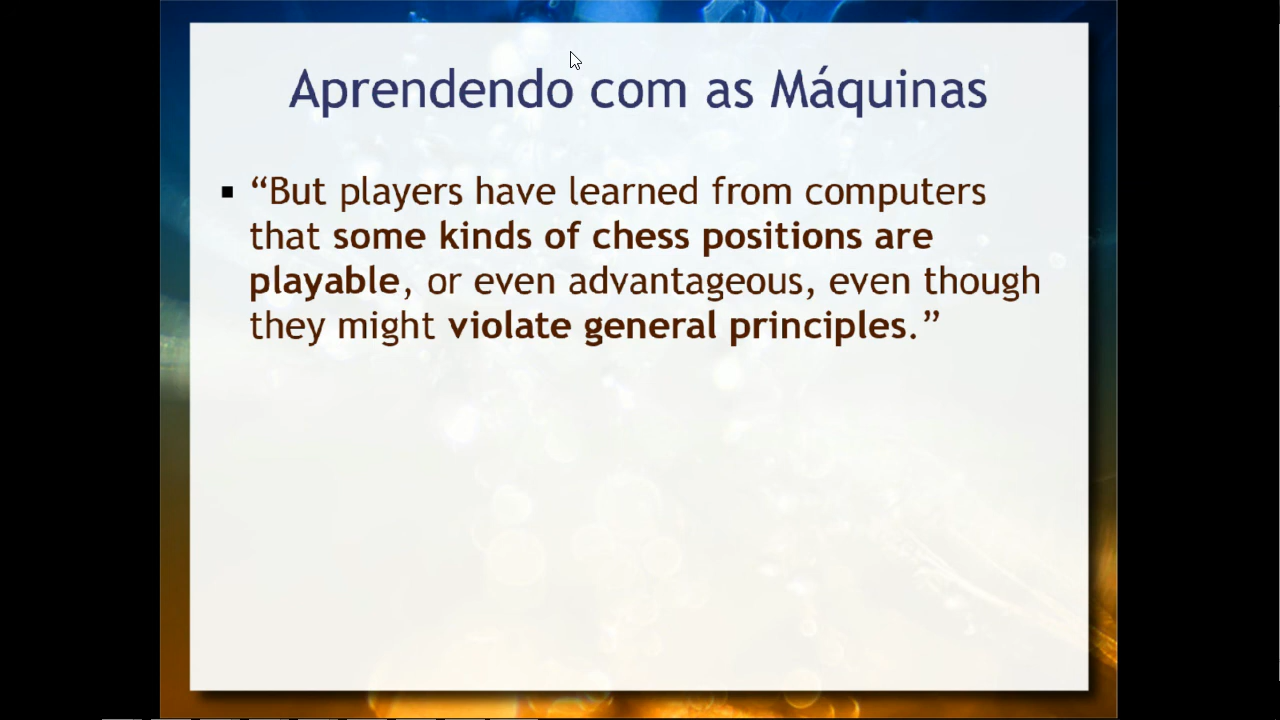 Aprendendo com as Máquinas
▪ “But players have learned from computers
that some kinds of chess positions are
playable, or even advantageous, even though
they might violate general principles.”